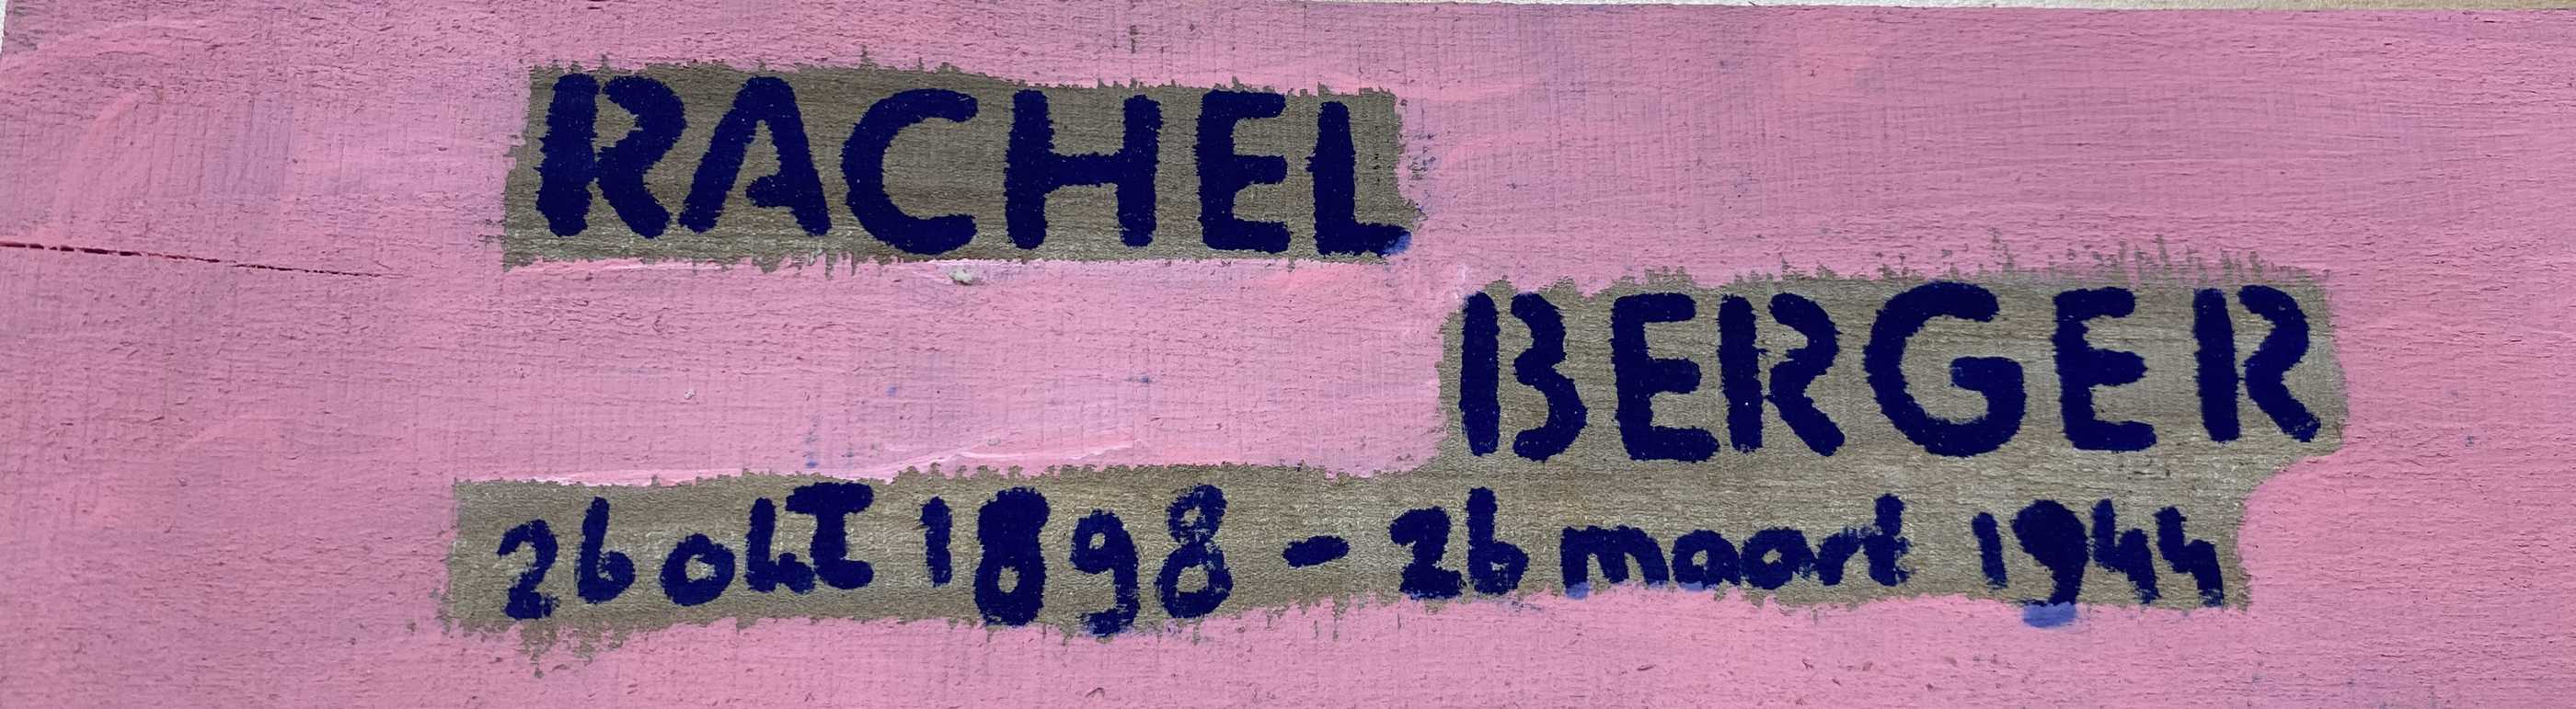 RACHEL
BERGER
26 okt 1898 - 26 maart 1944